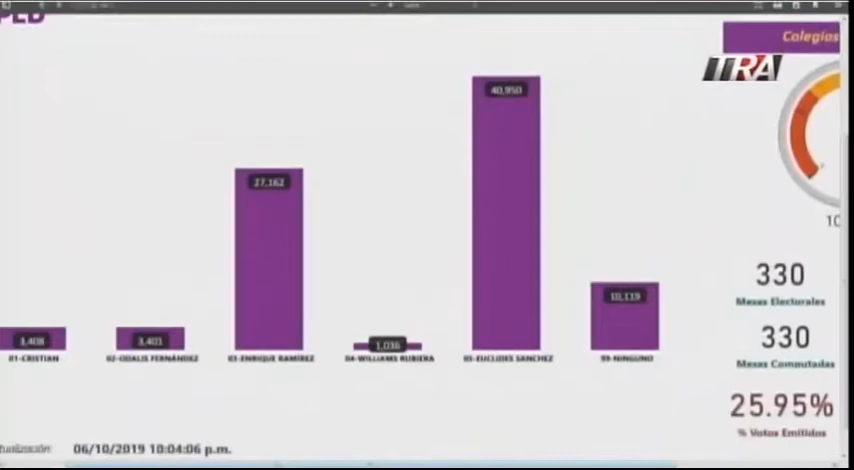 PLD
Colegios
TRA
40,950
27,162
10,119
3,408
3,401
1,036
01-CRISTIAN
02-ODALIS FERNÁNDEZ
03-ENRIQUE RAMÍREZ
04-WILLIAMS RUBIERA
05-EUCLIDES SANCHEZ
99-NINGUNO
10
330
Mesas Electorales
330
Mesas Computadas
25.95%
% Votos Emitidos
tualización: 06/10/2019 10:04:06 p.m.